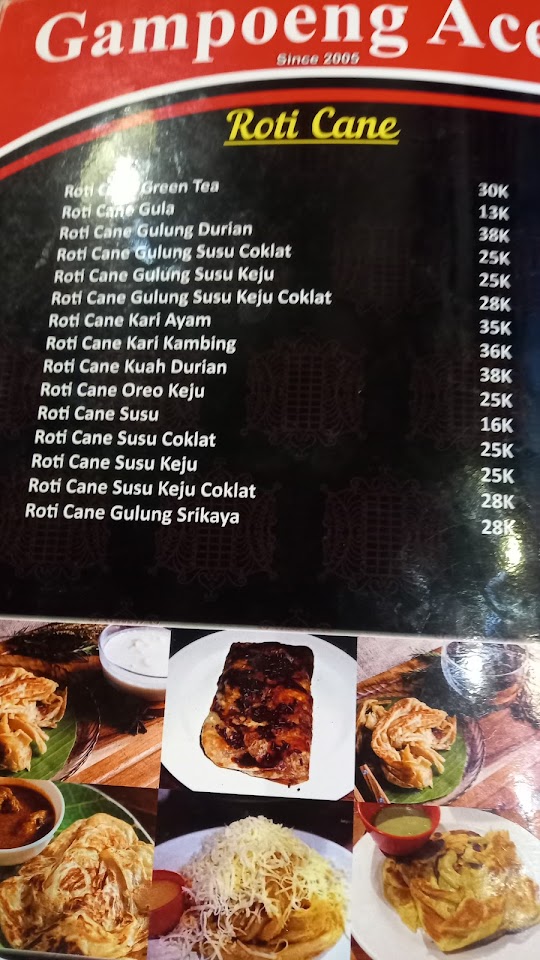 Gampoeng Ace
Since 2005
Roti Cane
Roti Cane Green Tea 30K
Roti Cane Gula 13K
Roti Cane Gulung Durian 38K
Roti Cane Gulung Susu Coklat 25K
Roti Cane Gulung Susu Keju 25K
Roti Cane Gulung Susu Keju Coklat 28K
Roti Cane Kari Ayam 35K
Roti Cane Kari Kambing 36K
Roti Cane Kuah Durian 38K
Roti Cane Oreo Keju 25K
Roti Cane Susu 16K
Roti Cane Susu Coklat 25K
Roti Cane Susu Keju 25K
Roti Cane Susu Keju Coklat 28K
Roti Cane Gulung Srikaya 28K